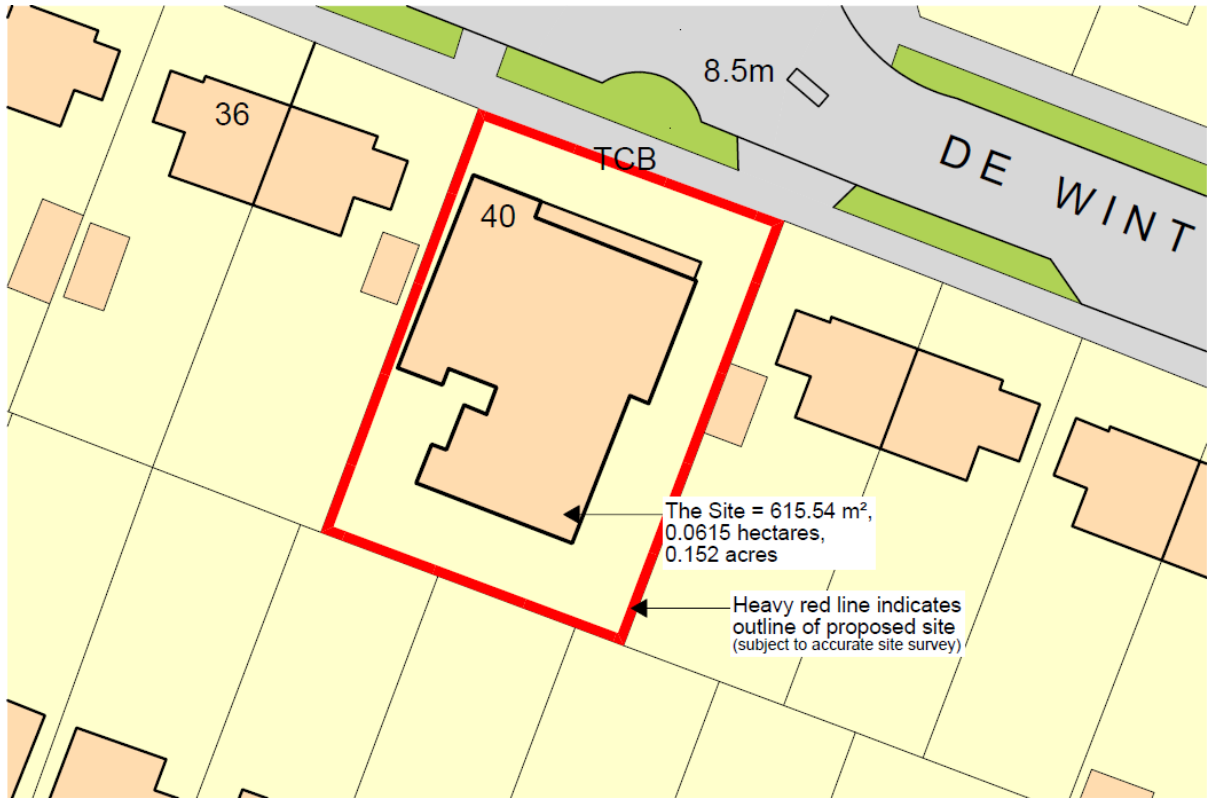 36
8.5m
TCB
DE WINT
40
The Site = 615.54 m²,
0.0615 hectares,
0.152 acres
Heavy red line indicates
outline of proposed site
(subject to accurate site survey)